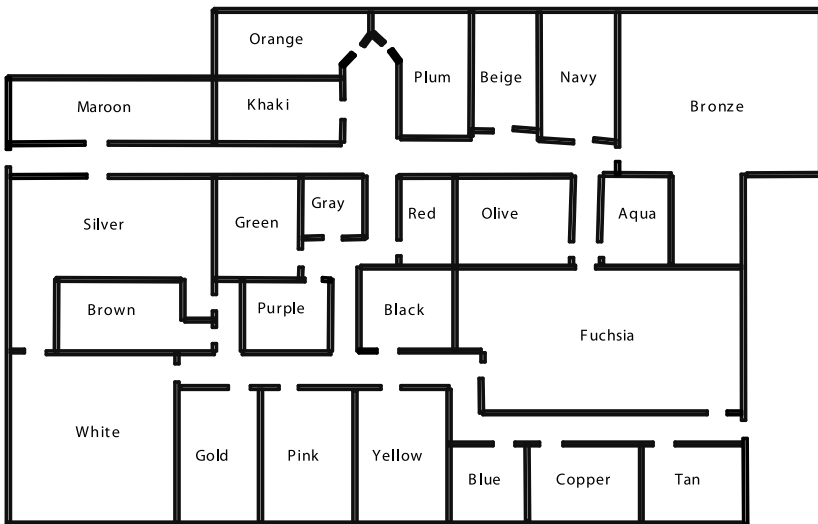 Orange
Plum
Beige
Navy
Bronze
Maroon
Khaki
Silver
Green
Gray
Red
Olive
Aqua
Brown
Purple
Black
Fuchsia
White
Gold
Pink
Yellow
Blue
Copper
Tan